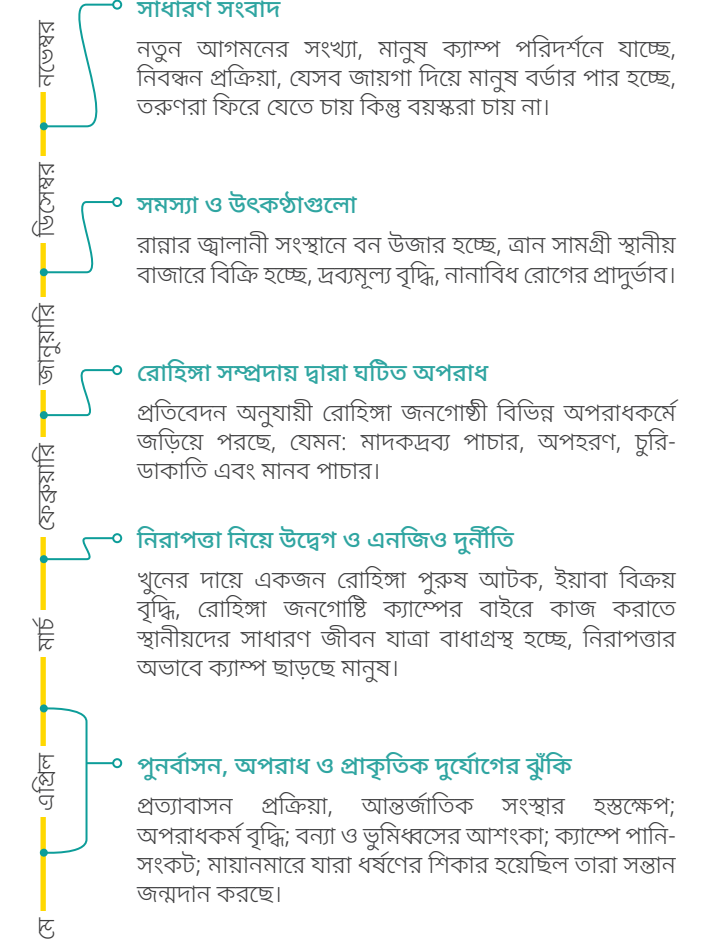 সাধারণ সংবাদ
নতুন আগমনের সংখ্যা, মানুষ ক্যাম্প পরিদর্শনে যাচ্ছে,
নিবন্ধন প্রক্রিয়া, যেসব জায়গা দিয়ে মানুষ বর্ডার পার হচ্ছে,
তরুণরা ফিরে যেতে চায় কিন্তু বয়স্করা চায় না।
নভেম্বর
ডিসেম্বর
সমস্যা ও উৎকণ্ঠাগুলো
রান্নার জ্বালানী সংস্থানে বন উজার হচ্ছে, ত্রান সামগ্রী স্থানীয়
বাজারে বিক্রি হচ্ছে, দ্রব্যমূল্য বৃদ্ধি, নানাবিধ রোগের প্রাদুর্ভাব।
জানুয়ারি
রোহিঙ্গা সম্প্রদায় দ্বারা ঘটিত অপরাধ
প্রতিবেদন অনুযায়ী রোহিঙ্গা জনগোষ্ঠী বিভিন্ন অপরাধকর্মে
জড়িয়ে পরছে, যেমন: মাদকদ্রব্য পাচার, অপহরণ, চুরি-
ডাকাতি এবং মানব পাচার।
ফেব্রুয়ারি
নিরাপত্তা নিয়ে উদ্বেগ ও এনজিও দুর্নীতি
খুনের দায়ে একজন রোহিঙ্গা পুরুষ আটক, ইয়াবা বিক্রয়
বৃদ্ধি, রোহিঙ্গা জনগোষ্টি ক্যাম্পের বাইরে কাজ করাতে
স্থানীয়দের সাধারণ জীবন যাত্রা বাধাগ্রস্থ হচ্ছে, নিরাপত্তার
অভাবে ক্যাম্প ছাড়ছে মানুষ।
মার্চ
এপ্রিল
পুনর্বাসন, অপরাধ ও প্রাকৃতিক দুর্যোগের ঝুঁকি
প্রত্যাবাসন প্রক্রিয়া, আন্তর্জাতিক সংস্থার হস্তক্ষেপ;
অপরাধকর্ম বৃদ্ধি; বন্যা ও ভুমিধ্বসের আশংকা; ক্যাম্পে পানি-
সংকট; মায়ানমারে যারা ধর্ষণের শিকার হয়েছিল তারা সন্তান
জন্মদান করছে।
মে